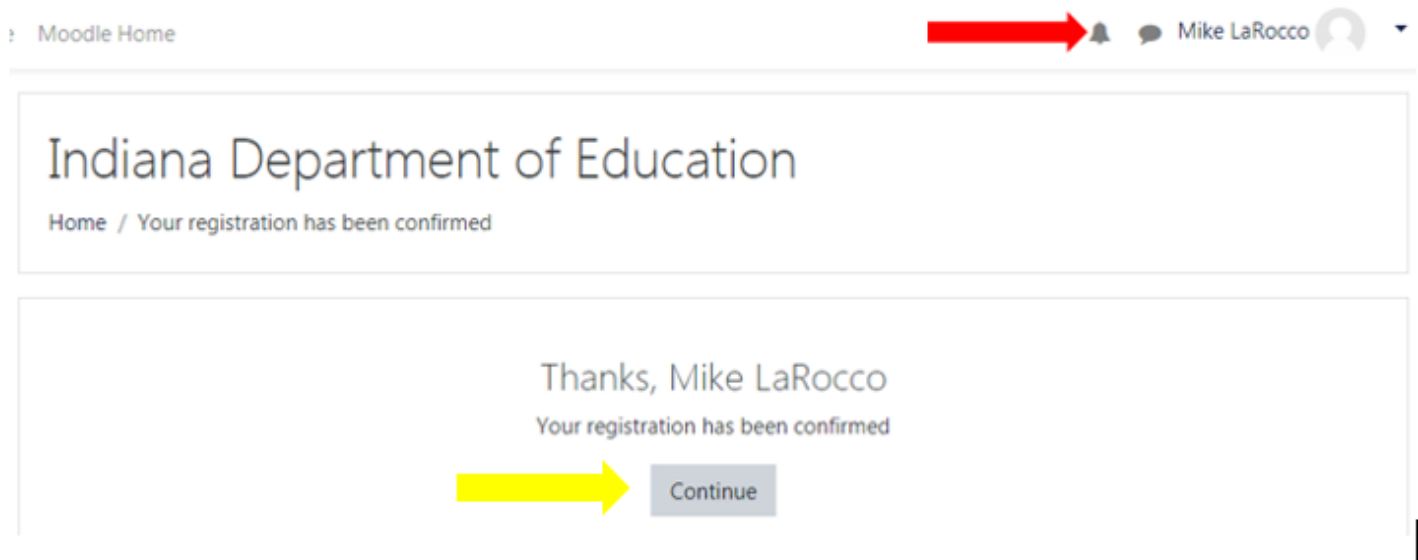 Moodle Home
Mike LaRocco
Indiana Department of Education
Home / Your registration has been confirmed
Thanks, Mike LaRocco
Your registration has been confirmed
Continue